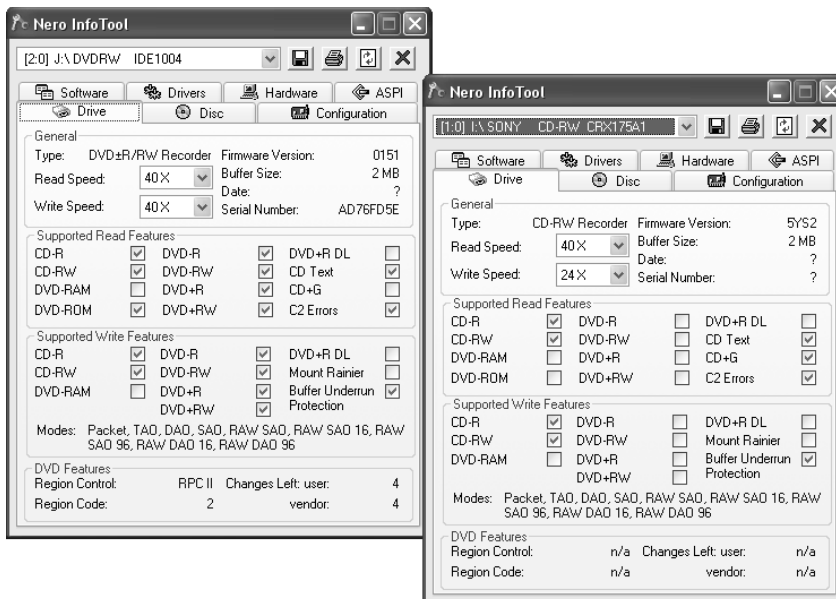 Nero InfoTool
[2:0] J:\ DVDRW IDE1004
Software Drivers Hardware ASPI
Drive Disc Configuration
General
Type: DVD±R/RW Recorder Firmware Version: 0151
Read Speed: 40 X Buffer Size: 2 MB
Date: ?
Write Speed: 40 X Serial Number: AD76FD5E
Supported Read Features
CD-R DVD-R DVD+R DL
CD-RW DVD-RW CD Text
DVD-RAM DVD+R CD+G
DVD-ROM DVD+RW C2 Errors
Supported Write Features
CD-R DVD-R DVD+R DL
CD-RW DVD-RW Mount Rainier
DVD-RAM DVD+R Buffer Underrun
DVD+RW Protection
Modes: Packet, TAO, DAO, SAO, RAW SAO, RAW SAO 16, RAW
SAO 96, RAW DAO 16, RAW DAO 96
DVD Features
Region Control: RPC II Changes Left: user: 4
Region Code: 2 vendor: 4
Nero InfoTool
[1:0] I:\ SONY CD-RW CRX175A1
Software Drivers Hardware ASPI
Drive Disc Configuration
General
Type: CD-RW Recorder Firmware Version: 5YS2
Read Speed: 40 X Buffer Size: 2 MB
Date: ?
Write Speed: 24 X Serial Number: ?
Supported Read Features
CD-R DVD-R DVD+R DL
CD-RW DVD-RW CD Text
DVD-RAM DVD+R CD+G
DVD-ROM DVD+RW C2 Errors
Supported Write Features
CD-R DVD-R DVD+R DL
CD-RW DVD-RW Mount Rainier
DVD-RAM DVD+R Buffer Underrun
DVD+RW Protection
Modes: Packet, TAO, DAO, SAO, RAW SAO, RAW SAO 16, RAW
SAO 96, RAW DAO 16, RAW DAO 96
DVD Features
Region Control: n/a Changes Left: user: n/a
Region Code: n/a vendor: n/a